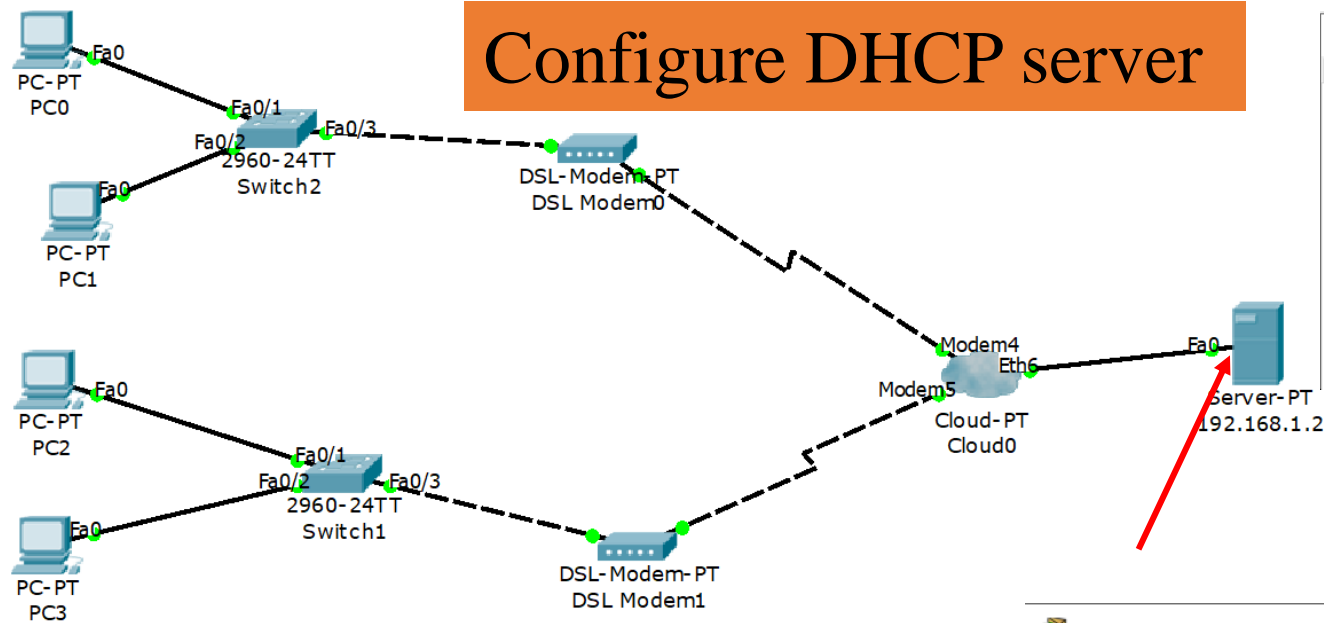 Configure DHCP server
Fa0
PC-PT
PC0
Fa0/1
Fa0/2
Fa0/3
2960-24TT
Switch2
DSL-Modem-PT
DSL Modem0
Fa0
PC-PT
PC1
Modem4
Eth6
Modem5
Cloud-PT
Cloud0
Fa0
Server-PT
192.168.1.2
Fa0
PC-PT
PC2
Fa0/1
Fa0/2
Fa0/3
2960-24TT
Switch1
DSL-Modem-PT
DSL Modem1
Fa0
PC-PT
PC3